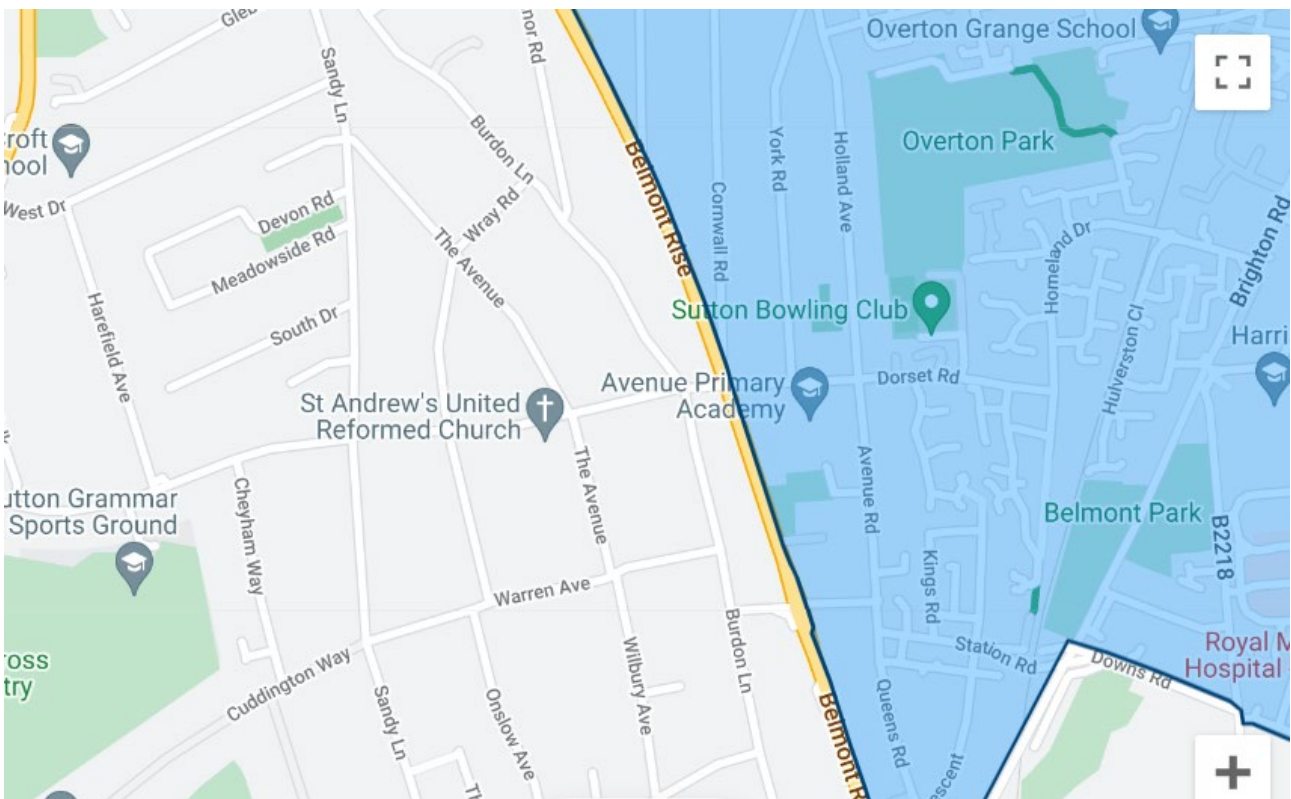 Gleb
nor Rd
Overton Grange School
Sandy Ln
Burdon Ln
Belmont Rise
York Rd
Holland Ave
Overton Park
croft
hool
West Dr
Devon Rd
Wray Rd
Cornwall Rd
Homeland Dr
Brighton Rd
Meadowside Rd
The Avenue
Harefield Ave
South Dr
Sutton Bowling Club
Hulverston Cl
Harri
St Andrew's United
Reformed Church
Avenue Primary
Academy
Dorset Rd
utton Grammar
Sports Ground
Cheyham Way
The Avenue
Avenue Rd
Belmont Park
B2218
Kings Rd
Warren Ave
ross
try
Cuddington Way
Wilbury Ave
Burdon Ln
Station Rd
Downs Rd
Royal M
Hospital
Sandy Ln
Onslow Ave
Th
Belmont R
Queens Rd
escent